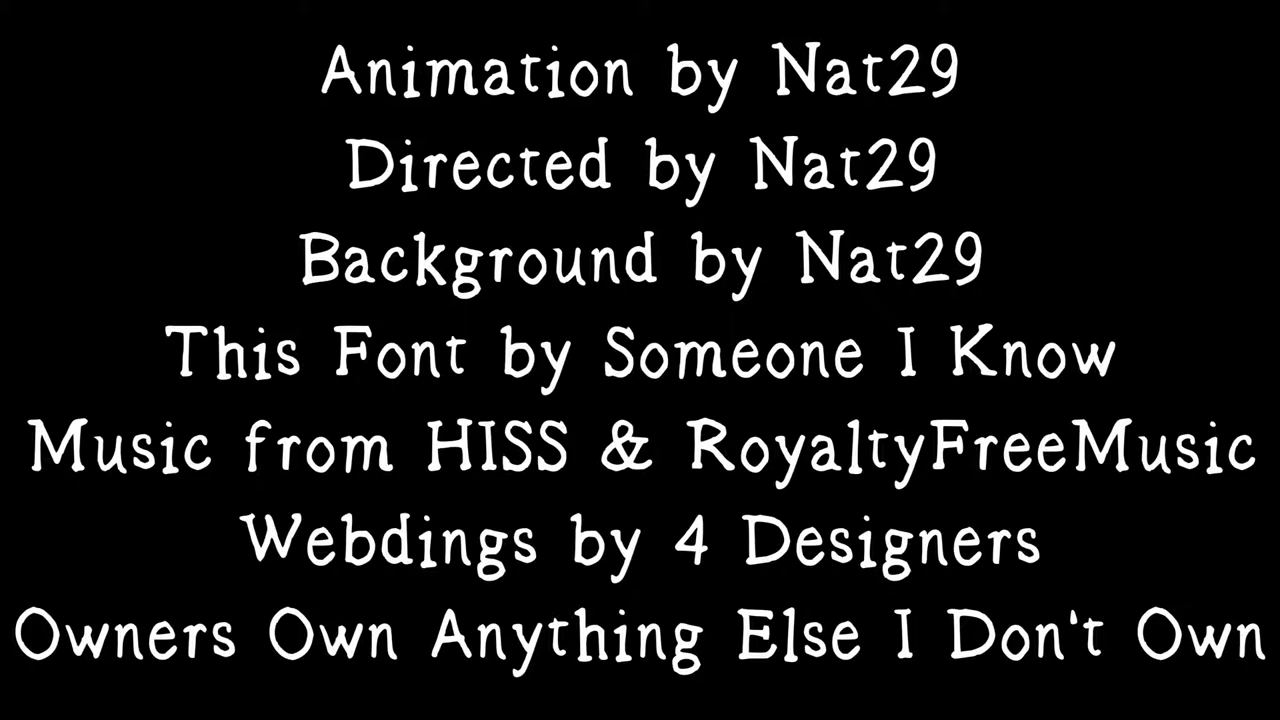 Animation by Nat29
Directed by Nat29
Background by Nat29
This Font by Someone I Know
Music from HISS & RoyaltyFreeMusic
Webdings by 4 Designers
Owners Own Anything Else I Don't Own